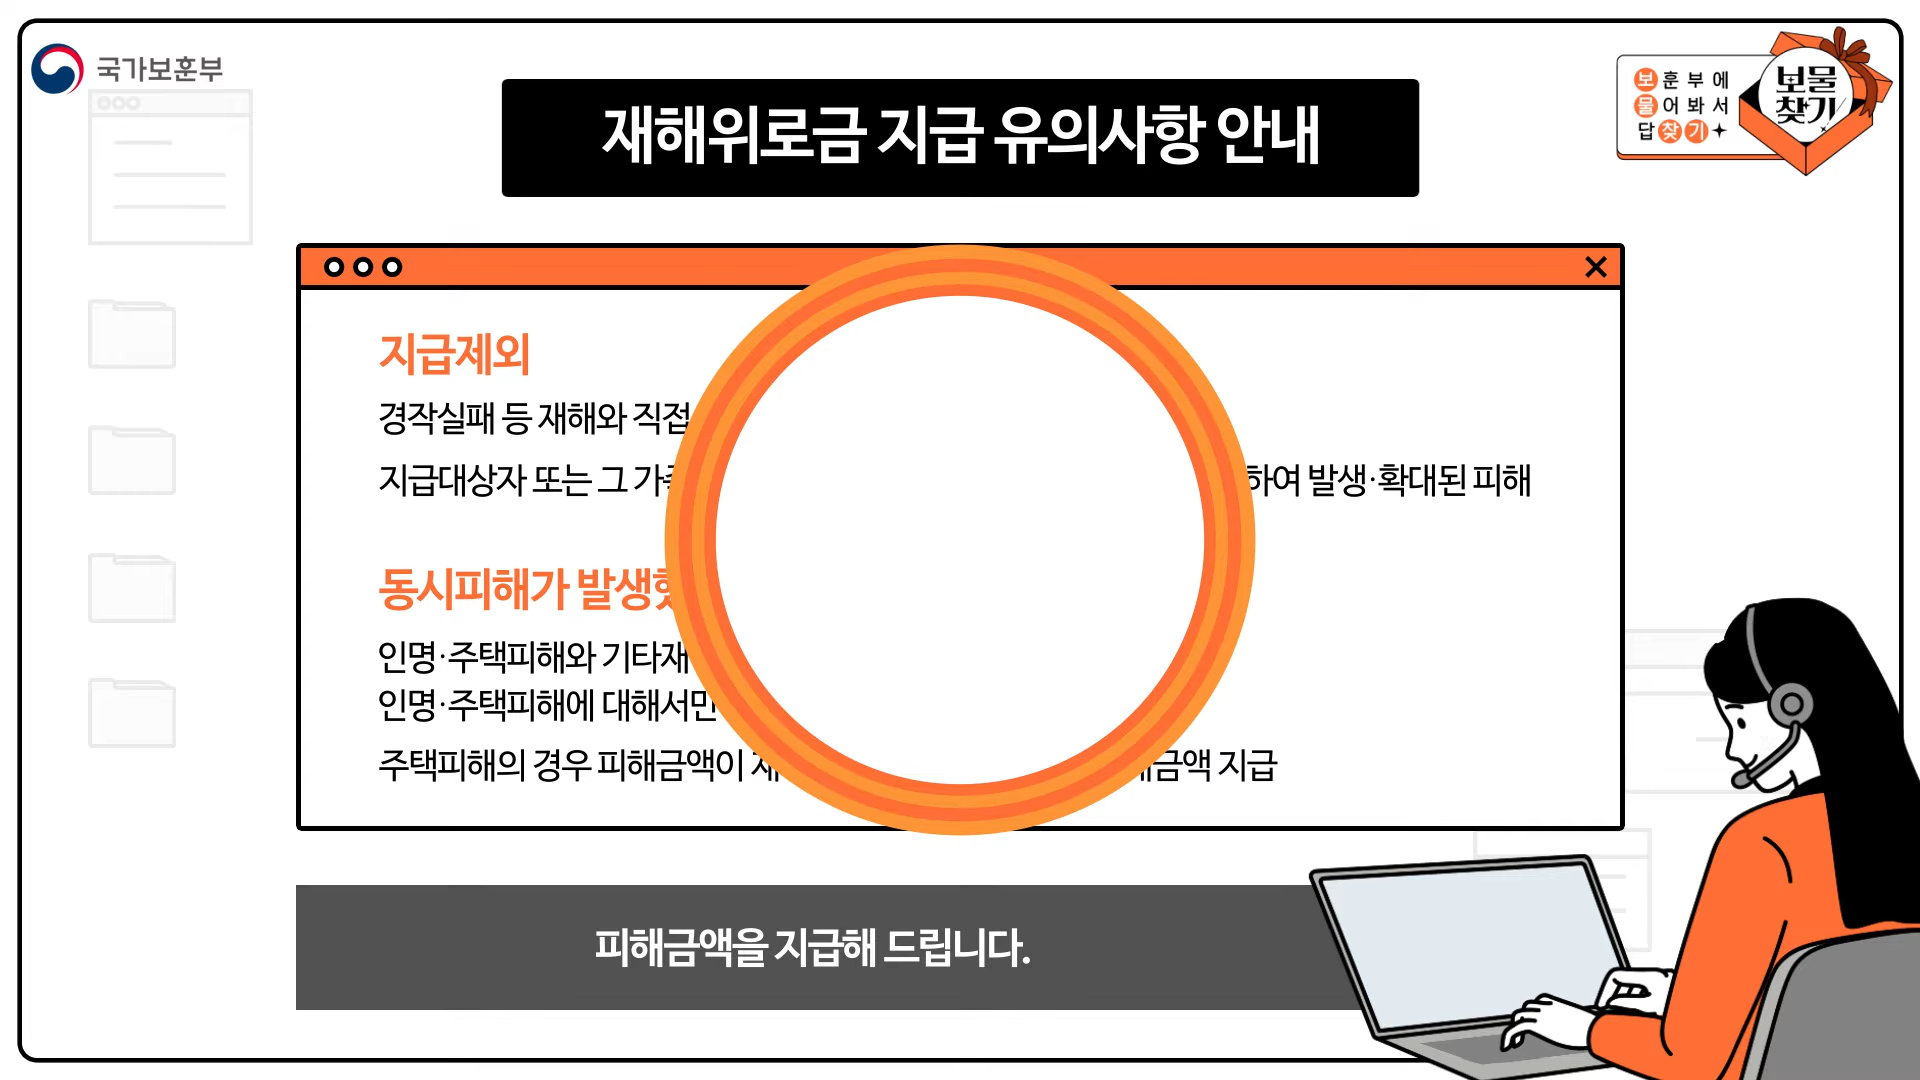 국가보훈부
보훈부에
물어봐서
답찾기
보물
찾기
재해위로금 지급 유의사항 안내
지급제외
경작실패 등 재해와 직접
지급대상자 또는 그 하여 발생·확대된 피해
동시피해가
인명·주택피해와 기타재
인명·주택피해에 대해서만
주택피해의 경우 피해금액이 금액 지급
피해금액을 지급해 드립니다.